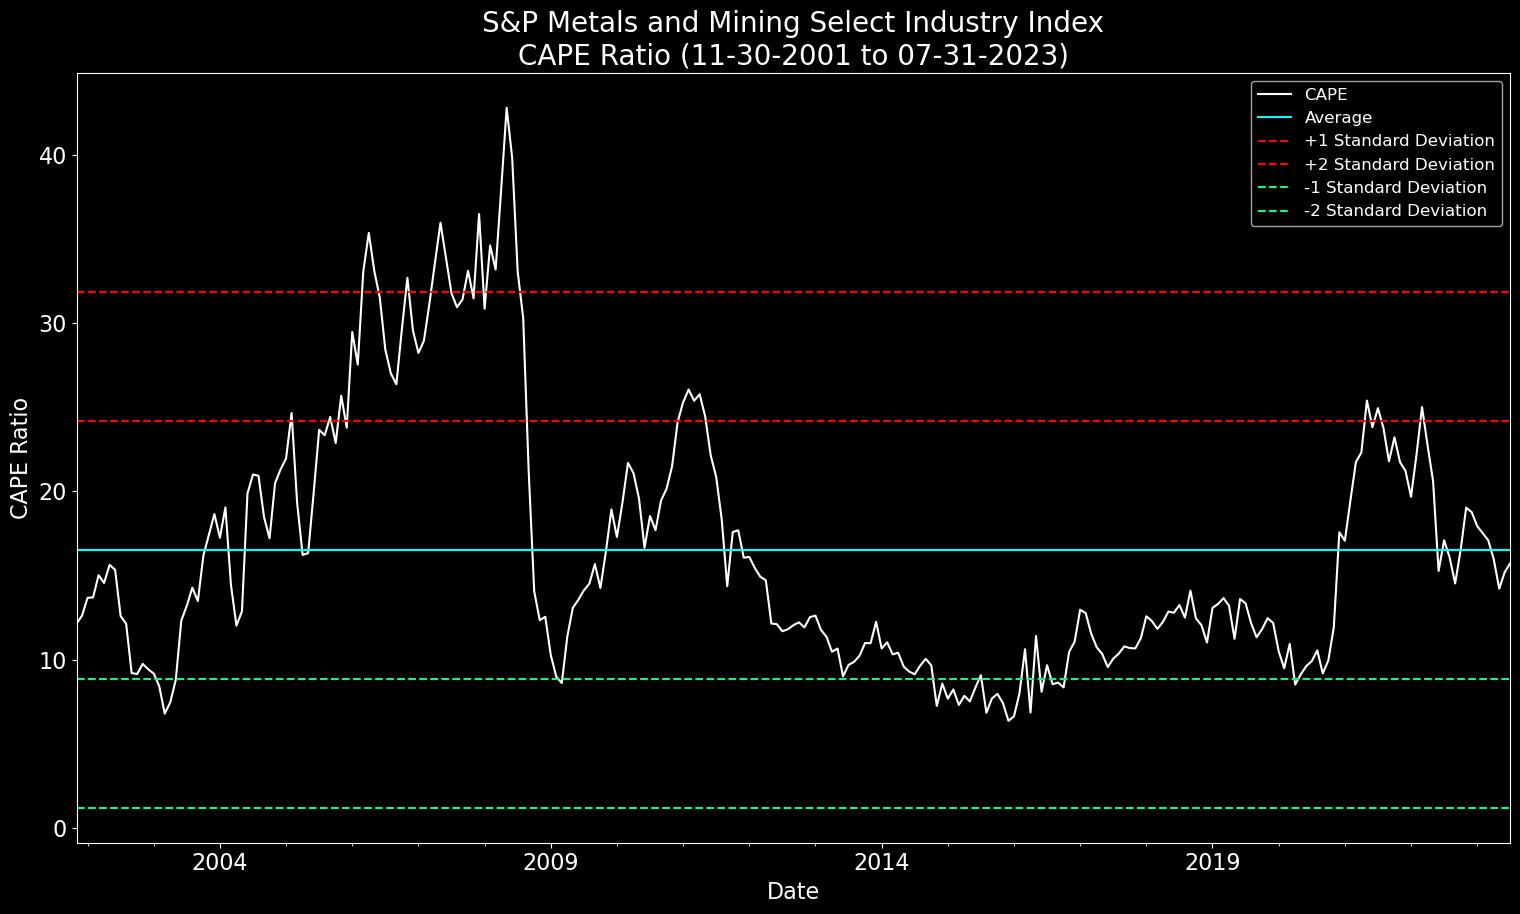 S&P Metals and Mining Select Industry Index
CAPE Ratio (11-30-2001 to 07-31-2023)
CAPE
Average
+1 Standard Deviation
+2 Standard Deviation
-1 Standard Deviation
-2 Standard Deviation
CAPE Ratio
40
30
20
10
0
2004 2009 2014 2019
Date